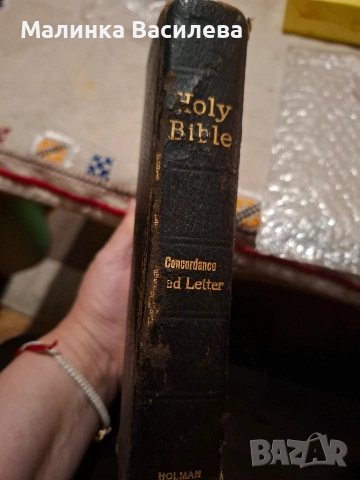 Малинка Василева
Holy
Bible
Concordance
ed Letter
HOLMAN
BAZAR